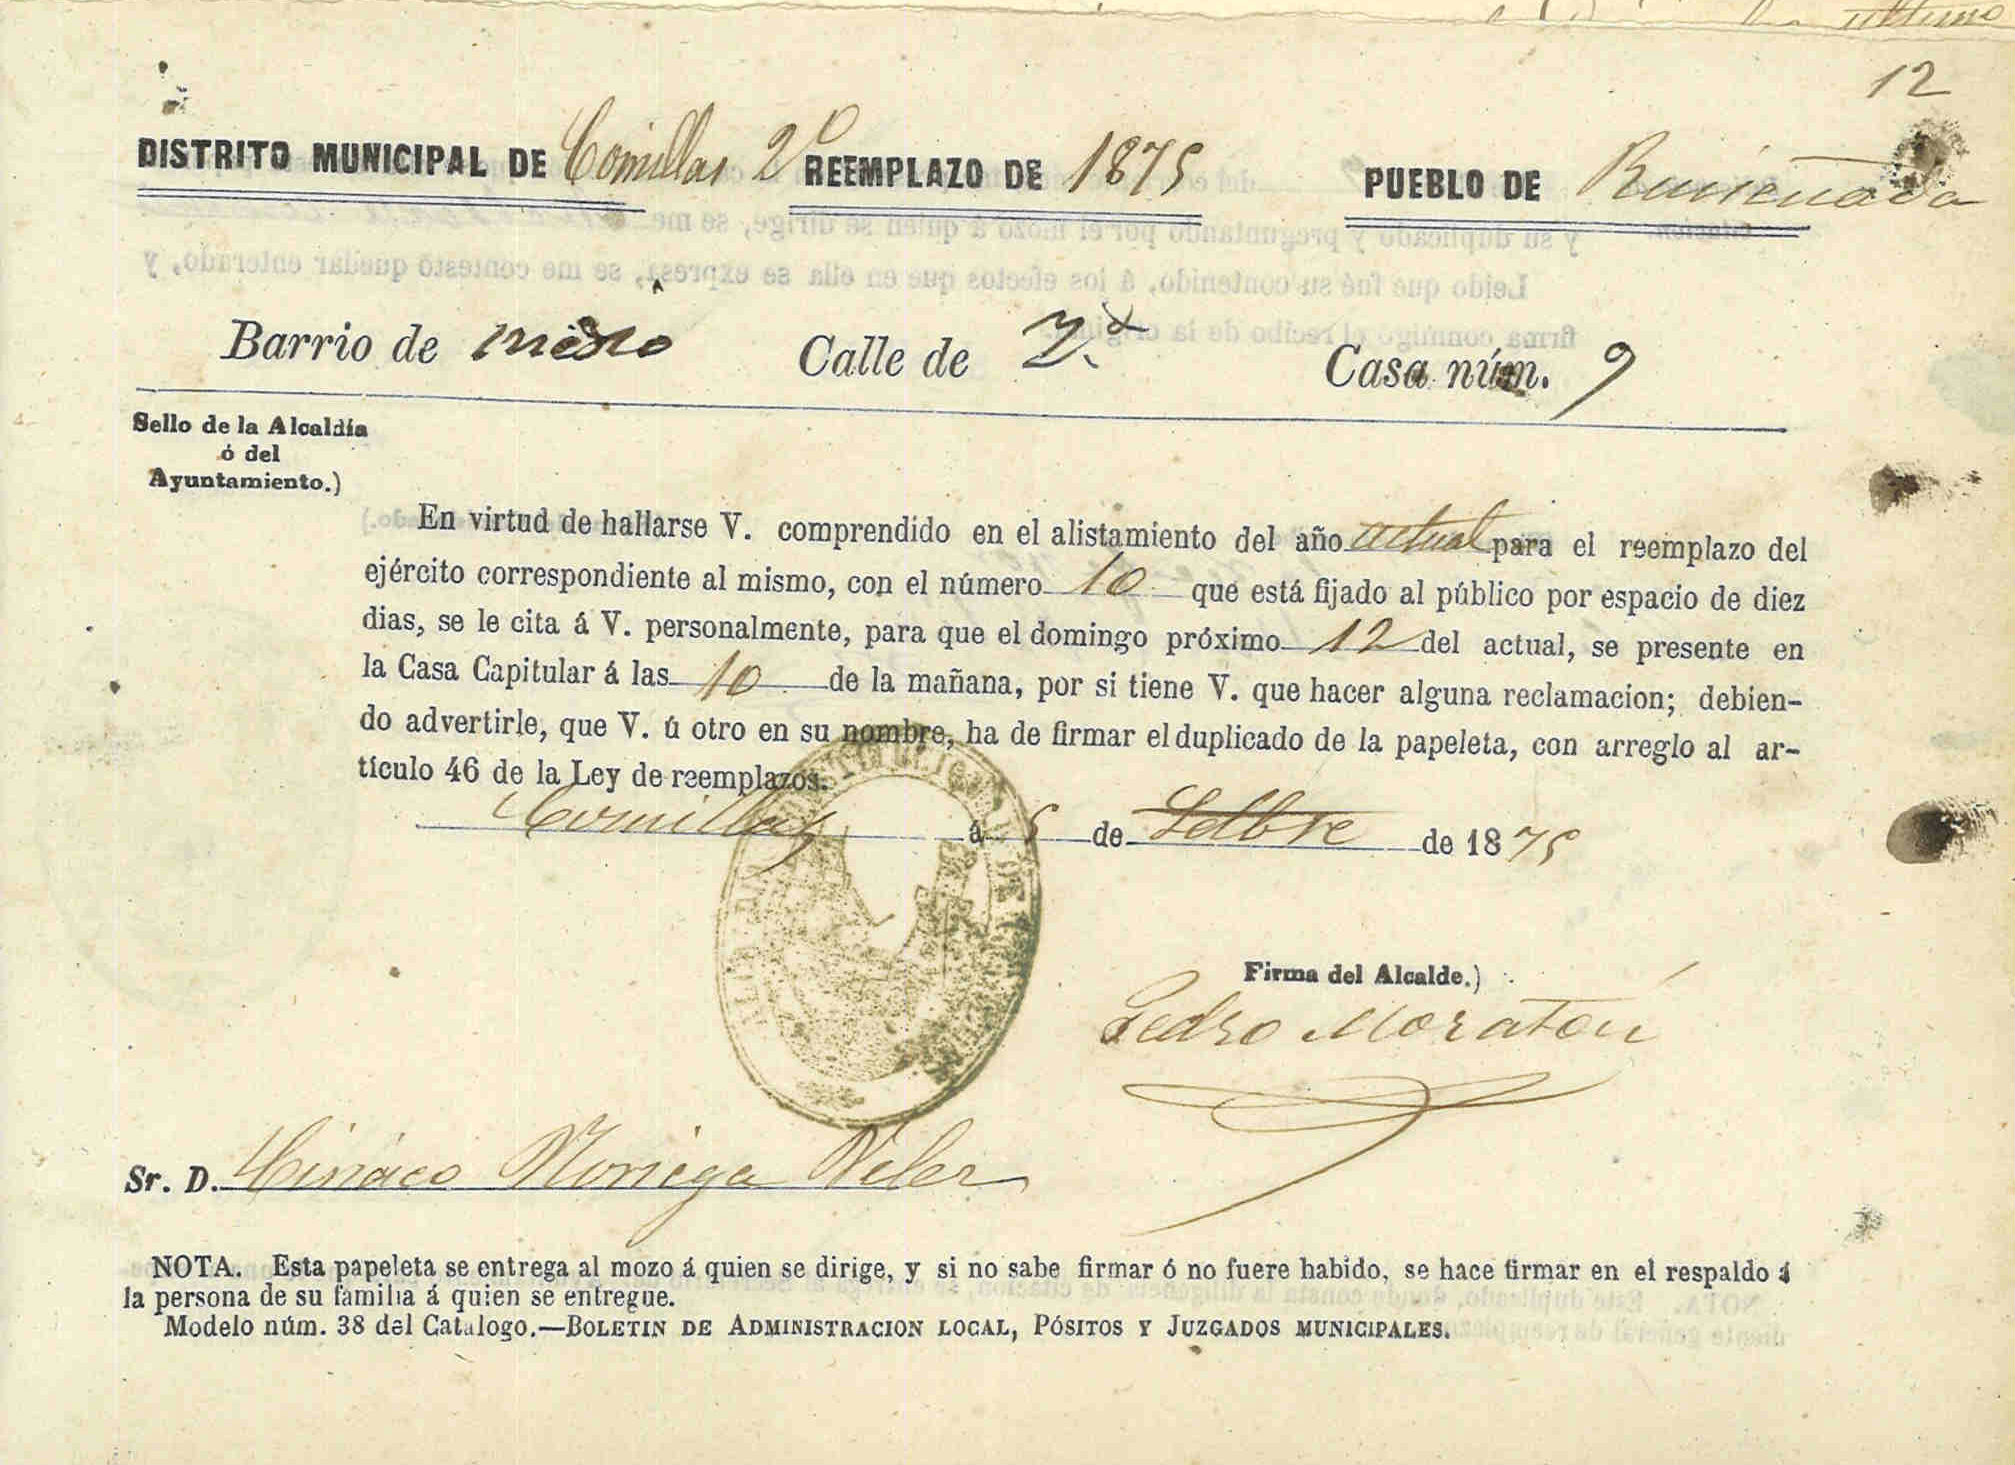 ultimo
12
DISTRITO MUNICIPAL DE Comillas 2º REEMPLAZO DE 1875 PUEBLO DE Ruiseñada
Barrio de medio Calle de Casa núm. 9
Sello de la Alcaldía
ó del
Ayuntamiento.)
En virtud de hallarse V. comprendido en el alistamiento del año actual para el reemplazo del
ejército correspondiente al mismo, con el número 10 que está fijado al público por espacio de diez
dias, se le cita á V. personalmente, para que el domingo próximo 12 del actual, se presente en
la Casa Capitular á las 10 de la mañana, por si tiene V. que hacer alguna reclamacion; debien-
do advertirle, que V. ú otro en su nombre, ha de firmar el duplicado de la papeleta, con arreglo al ar-
tículo 46 de la Ley de reemplazos.
Comillas á 5 de Setbre de 1875
Firma del Alcalde.)
Pedro Moratón
Sr. D. Ciriaco Noriega Velez
NOTA. Esta papeleta se entrega al mozo á quien se dirige, y si no sabe firmar ó no fuere habido, se hace firmar en el respaldo á
la persona de su familia á quien se entregue.
Modelo núm. 38 del Catalogo.—BOLETIN DE ADMINISTRACION LOCAL, PÓSITOS Y JUZGADOS MUNICIPALES.